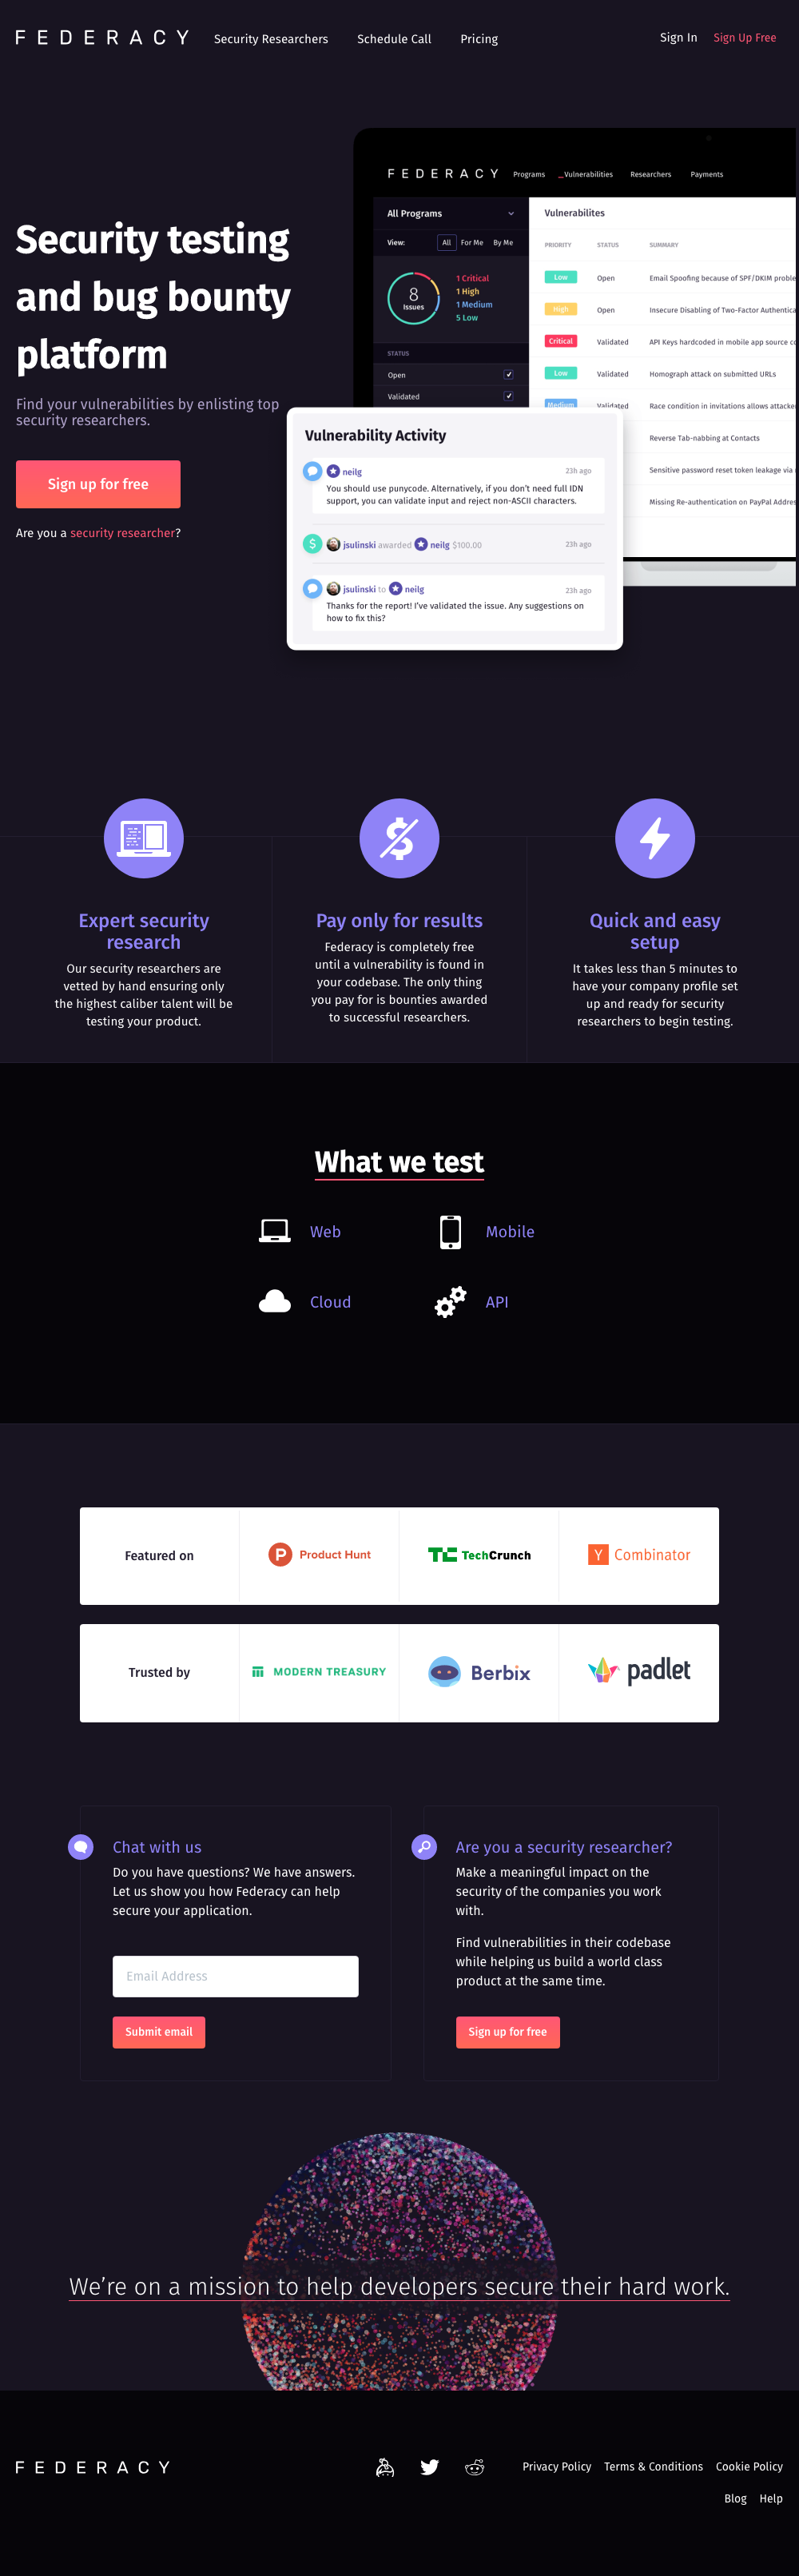 FEDERACY
Security Researchers
Schedule Call
Pricing
Sign In
Sign Up Free
Security testing
and bug bounty
platform
Find your vulnerabilities by enlisting top
security researchers.
Sign up for free
Are you a security researcher?
FEDERACY
Programs
Vulnerabilities
Researchers
Payments
All Programs
View: All For Me By Me
8
Issues
1 Critical
1 High
1 Medium
5 Low
STATUS
Open
Validated
Vulnerabilites
PRIORITY STATUS SUMMARY
Low Open Email Spoofing because of SPF/DKIM
High Open Insecure Disabling of Two-Factor
Critical Validated API Keys hardcoded in mobile app source
Low Validated Homograph attack on submitted URLs
Medium Validated Race condition in invitations allows
Reverse Tab-nabbing at Contacts
Sensitive password reset token leakage via
Missing Re-authentication on PayPal
Vulnerability Activity
neilg 23h ago
You should use punycode. Alternatively, if you don't need full IDN
support, you can validate input and reject non-ASCII characters.
jsulinski awarded neilg $100.00 23h ago
jsulinski to neilg 23h ago
Thanks for the report! I've validated the issue. Any suggestions on
how to fix this?
Expert security
research
Our security researchers are
vetted by hand ensuring only
the highest caliber talent will be
testing your product.
Pay only for results
Federacy is completely free
until a vulnerability is found in
your codebase. The only thing
you pay for is bounties awarded
to successful researchers.
Quick and easy
setup
It takes less than 5 minutes to
have your company profile set
up and ready for security
researchers to begin testing.
What we test
Web
Mobile
Cloud
API
Featured on
P Product Hunt
TC TechCrunch
Y Combinator
Trusted by
MODERN TREASURY
Berbix
padlet
Chat with us
Do you have questions? We have answers.
Let us show you how Federacy can help
secure your application.
Email Address
Submit email
Are you a security researcher?
Make a meaningful impact on the
security of the companies you work
with.
Find vulnerabilities in their codebase
while helping us build a world class
product at the same time.
Sign up for free
We're on a mission to help developers secure their hard work.
FEDERACY
Privacy Policy
Terms & Conditions
Cookie Policy
Blog
Help